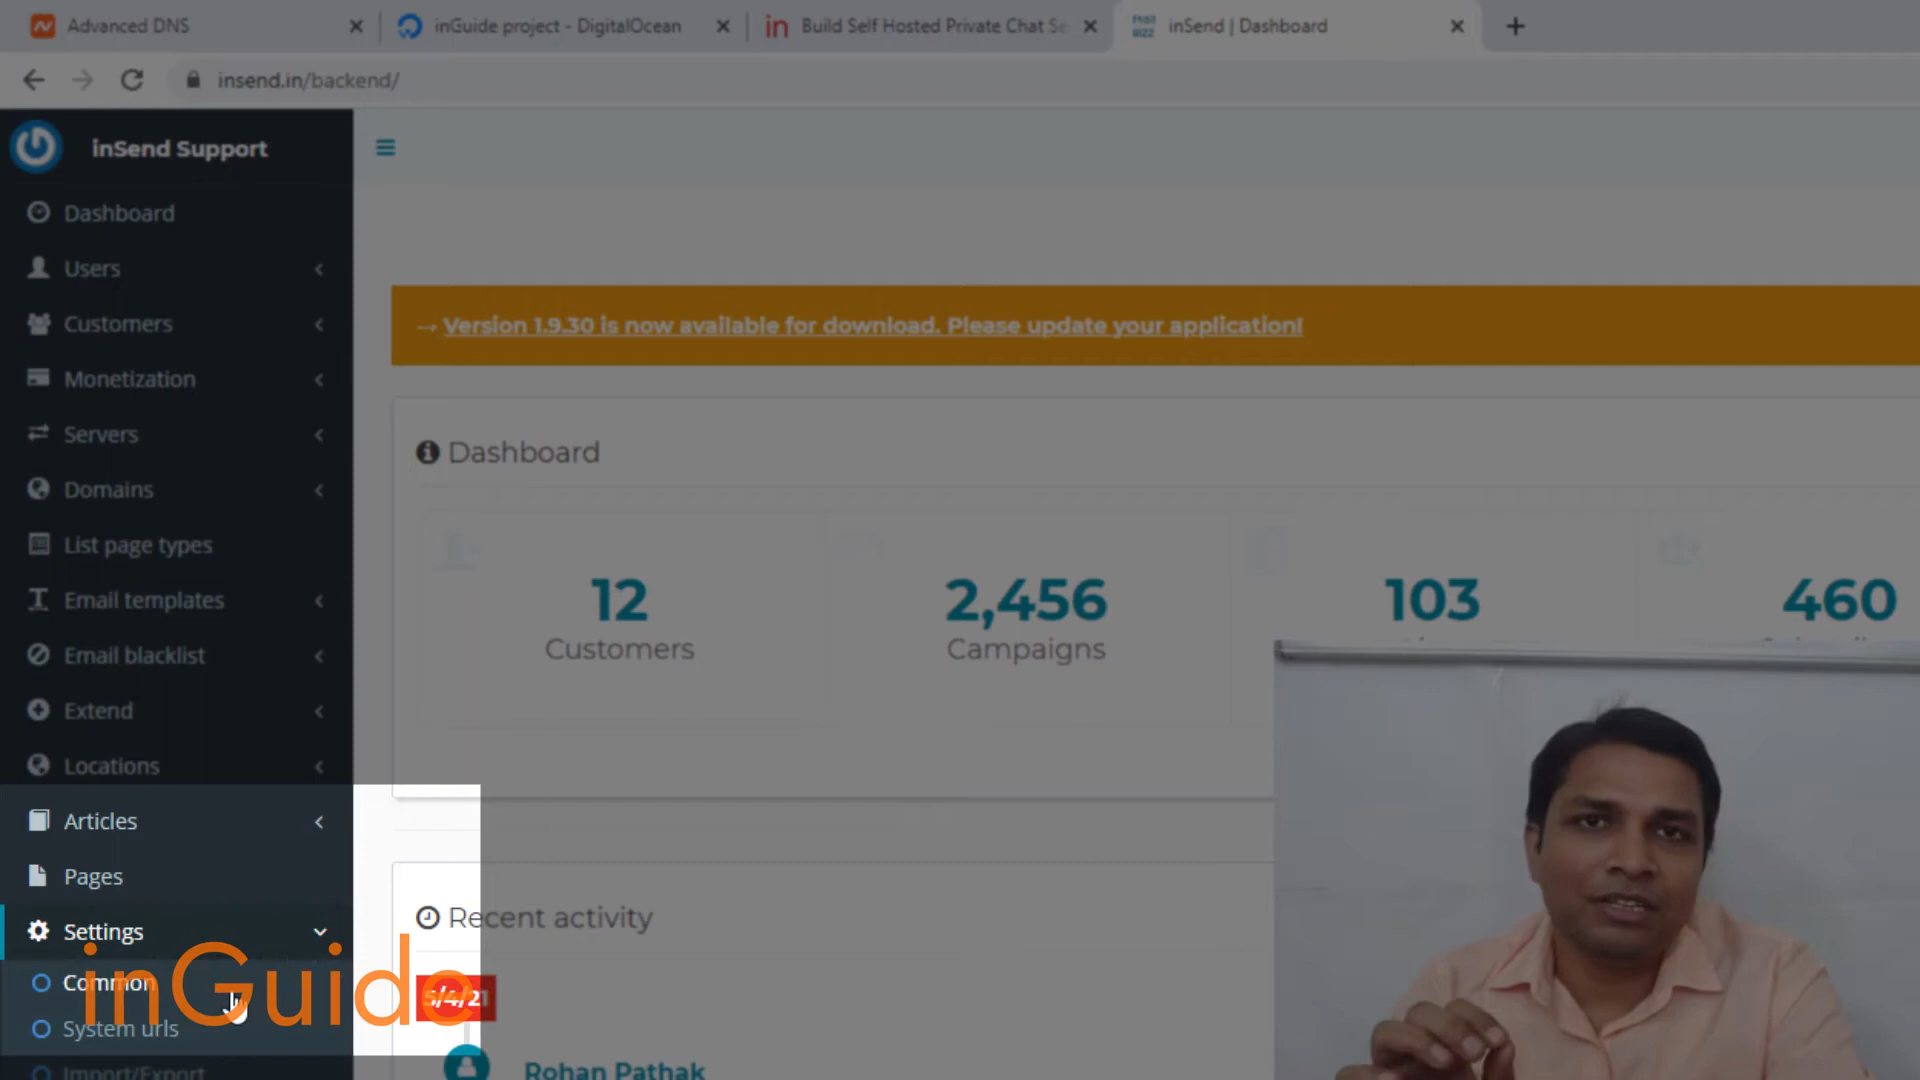 Advanced DNS
inGuide project - DigitalOcean
Build Self Hosted Private Chat Se
inSend | Dashboard
insend.in/backend/
inSend Support
Dashboard
Users
Customers
Monetization
Servers
Domains
List page types
Email templates
Email blacklist
Extend
Locations
Articles
Pages
Settings
Common
System urls
Import/Export
→ Version 1.9.30 is now available for download. Please update your application!
Dashboard
12
Customers
2,456
Campaigns
103
460
Recent activity
5/4/21
Rohan Pathak
inGuide